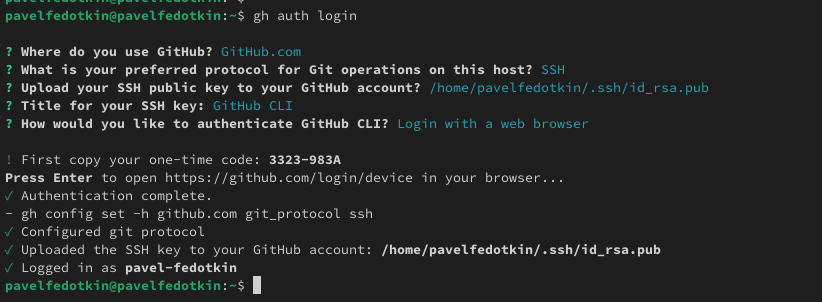 pavelfedotkin@pavelfedotkin:~$ gh auth login
? Where do you use GitHub? GitHub.com
? What is your preferred protocol for Git operations on this host? SSH
? Upload your SSH public key to your GitHub account? /home/pavelfedotkin/.ssh/id_rsa.pub
? Title for your SSH key: GitHub CLI
? How would you like to authenticate GitHub CLI? Login with a web browser
! First copy your one-time code: 3323-983A
Press Enter to open https://github.com/login/device in your browser...
✓ Authentication complete.
- gh config set -h github.com git_protocol ssh
✓ Configured git protocol
✓ Uploaded the SSH key to your GitHub account: /home/pavelfedotkin/.ssh/id_rsa.pub
✓ Logged in as pavel-fedotkin
pavelfedotkin@pavelfedotkin:~$